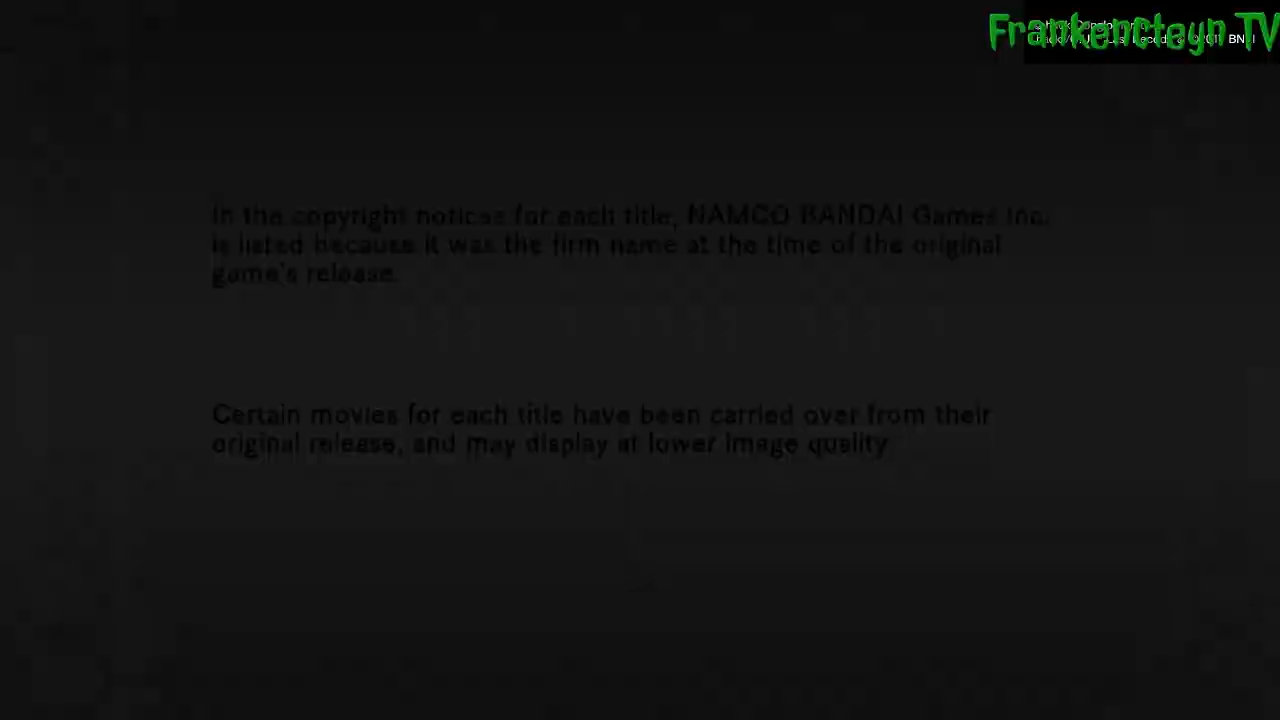 Frankencteyn TV
BNEI
In the copyright notices for each title, NAMCO BANDAI Games Inc.
is listed because it was the firm name at the time of the original
game's release.
Certain movies for each title have been carried over from their
original release, and may display at lower image quality